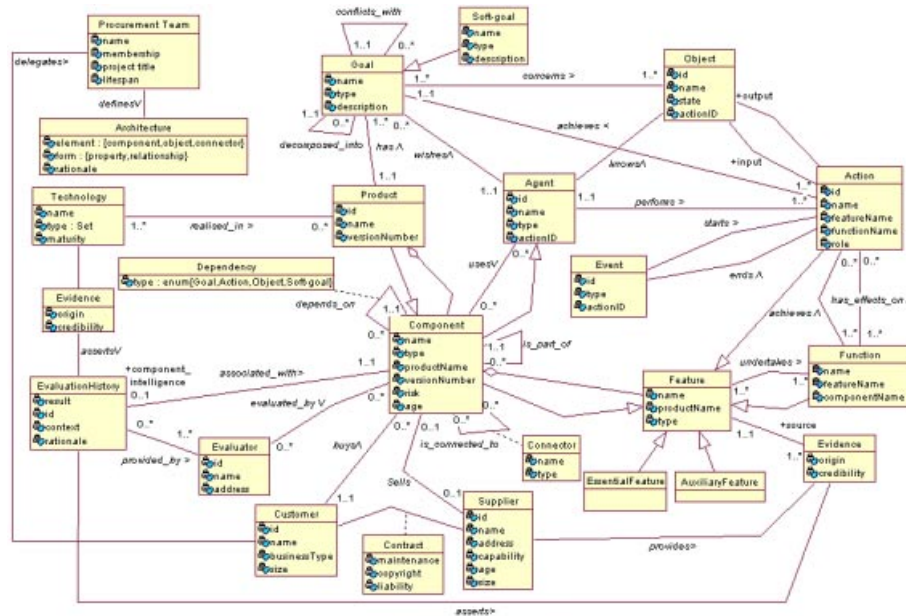 conflicts_with
Soft-goal
name
type
description
Procurement Team
name
membership
project title
lifespan
delegates>
1..1
0..*
Goal
name
type
description
1..*
concerns >
1..*
Object
id
name
state
actionID
+output
+input
definesV
Architecture
element : {component,object,connector}
form : {property,relationship}
rationale
1..1
0..*
decomposed_into
1..*
0..*
has Λ
wishesΛ
1..1
achieves <
knowsΛ
Technology
name
type : Set
maturity
1..*
realised_in >
0..*
1..1
Product
id
name
versionNumber
1..1
Agent
id
name
type
actionID
1..1
performs >
1..*
1..*
Action
id
name
featureName
functionName
role
starts >
ends Λ
Event
id
type
actionID
0..*
0..*
has_effects_on
achieves Λ
1..*
1..*
Dependency
type : enum{Goal,Action,Object,Soft-goal}
depends_on
1..1
0..*
usesV
0..*
0..*
Evidence
origin
credibility
assertsV
Component
name
type
productName
versionNumber
risk
age
1..1
0..*
is_part_of
EvaluationHistory
result
id
context
rationale
+component_
intelligence
0..1
associated_with>
1..1
evaluated_by V
0..*
0..*
0..*
1..*
provided_by >
Evaluator
id
name
address
Feature
name
productName
type
undertakes >
1..*
1..*
Function
name
featureName
componentName
1..1
+source
1..*
Evidence
origin
credibility
EssentialFeature
AuxiliaryFeature
0..*
0..1
0..*
0..*
is_connected_to
Connector
name
type
buysΛ
Sells
1..1
0..1
Customer
id
name
businessType
size
Contract
maintenance
copyright
liability
Supplier
id
name
address
capability
age
size
provides>
asserts>